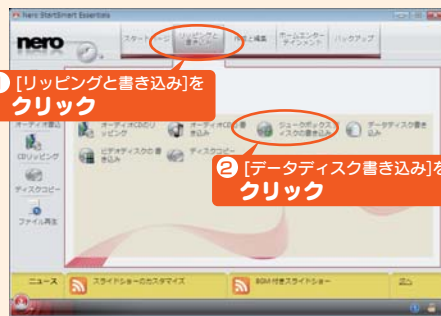 Nero StartSmart Essentials
nero
スタートページ
リッピングと
書き込み
作成と編集
ホームエンター
テインメント
バックアップ
[リッピングと書き込み]を
クリック
オーディオ書込
CDリッピング
ディスクコピー
ファイル再生
オーディオCDのリ
ッピング
オーディオCDの書
き込み
ジュークボックスデ
ィスクの書き込み
データディスク書き
込み
ビデオディスクの書
き込み
ディスクコピー
② [データディスク書き込み]を
クリック
ニュース
スライドショーのカスタマイズ
BGM 付きスライドショー